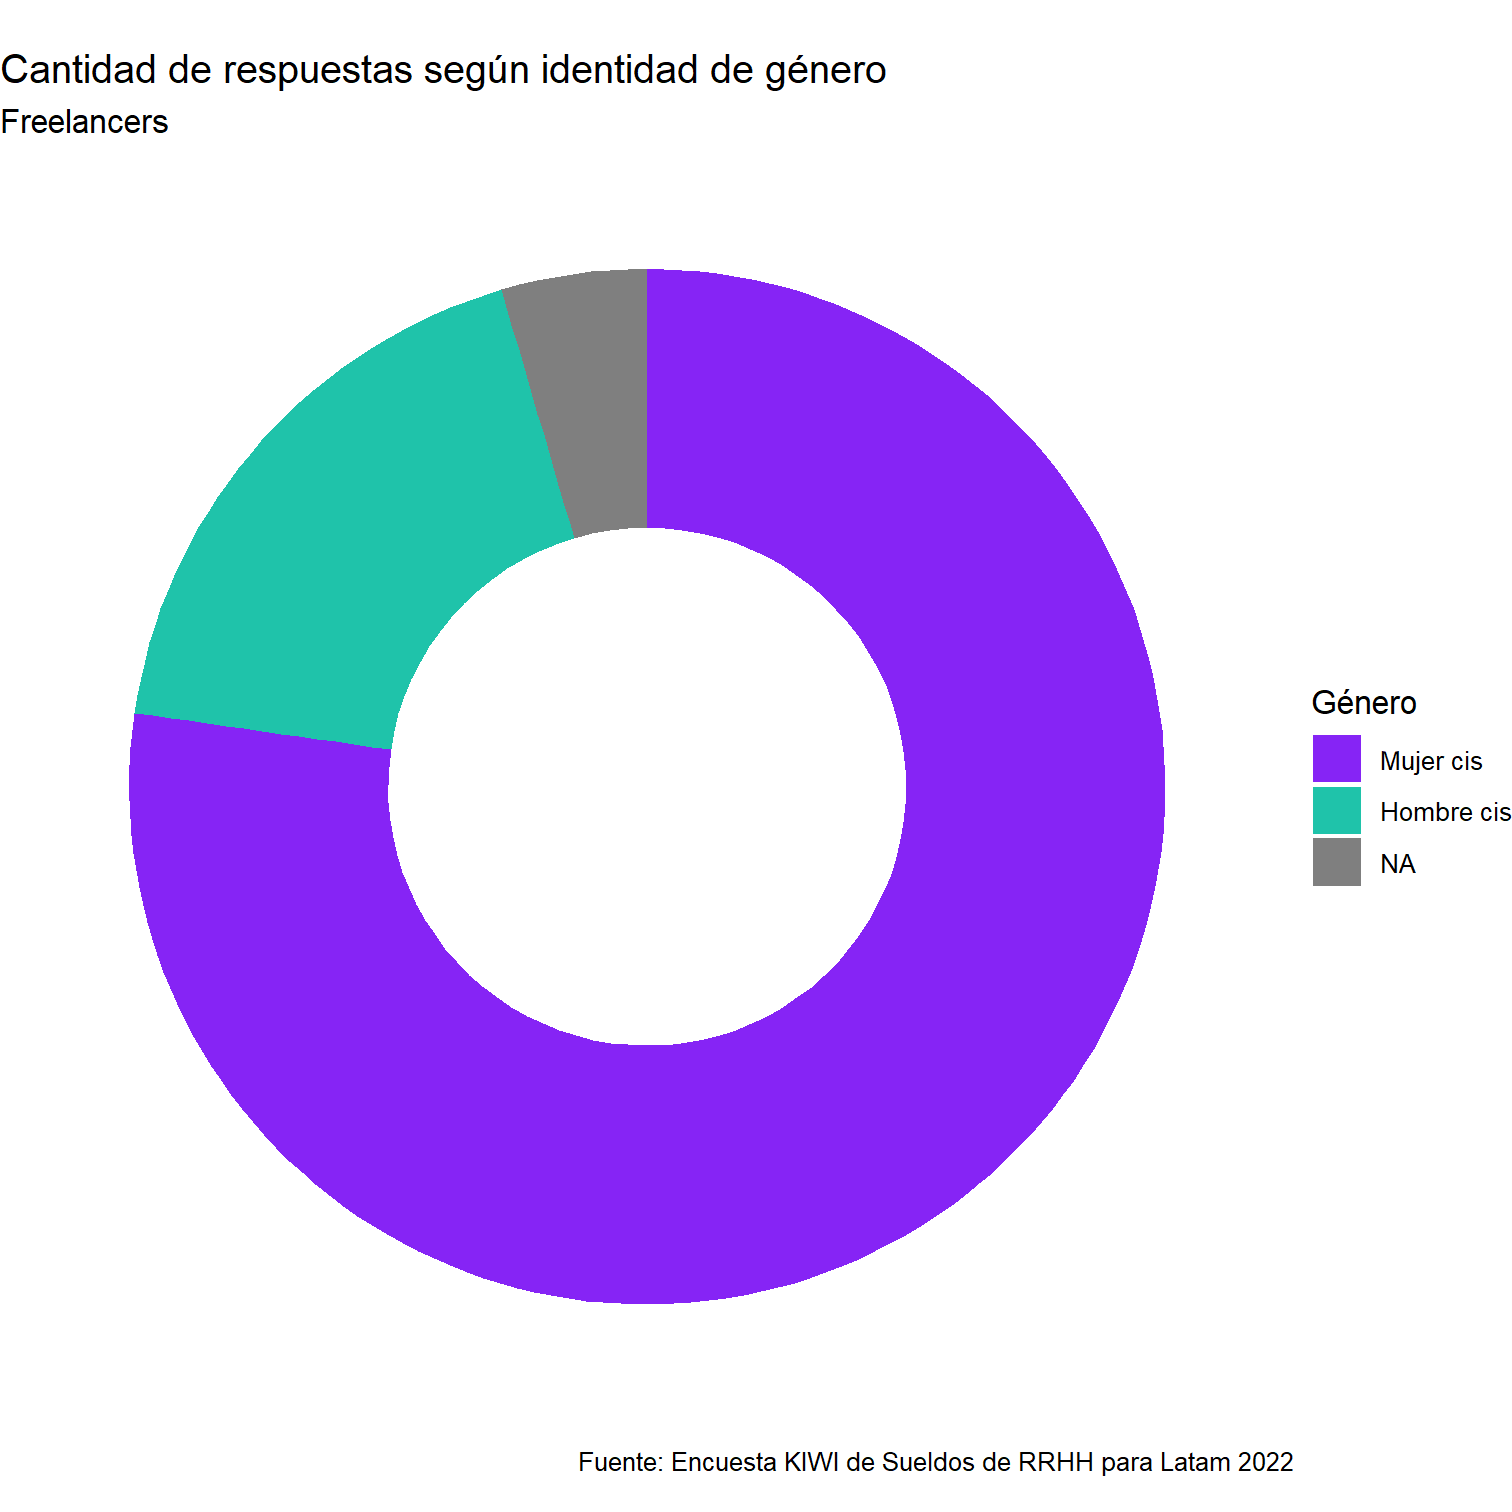 Cantidad de respuestas según identidad de género
Freelancers
Género
Mujer cis
Hombre cis
NA
Fuente: Encuesta KIWI de Sueldos de RRHH para Latam 2022